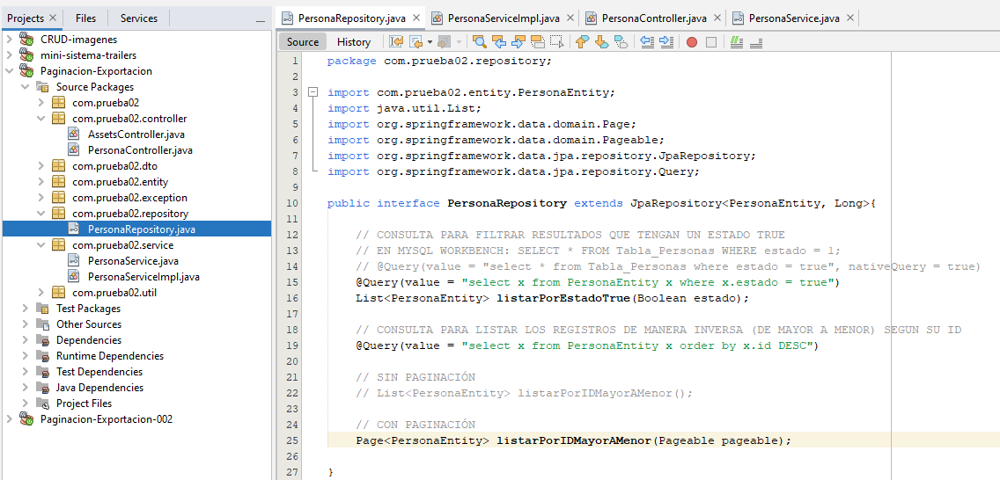 Projects Files Services
CRUD-imagenes
mini-sistema-trailers
Paginacion-Exportacion
Source Packages
com.prueba02
com.prueba02.controller
AssetsController.java
PersonaController.java
com.prueba02.dto
com.prueba02.entity
com.prueba02.exception
com.prueba02.repository
PersonaRepository.java
com.prueba02.service
PersonaService.java
PersonaServiceImpl.java
com.prueba02.util
Test Packages
Other Sources
Dependencies
Runtime Dependencies
Test Dependencies
Java Dependencies
Project Files
Paginacion-Exportacion-002
PersonaRepository.java PersonaServiceImpl.java PersonaController.java PersonaService.java
Source History
1 package com.prueba02.repository;
2
3 import com.prueba02.entity.PersonaEntity;
4 import java.util.List;
5 import org.springframework.data.domain.Page;
6 import org.springframework.data.domain.Pageable;
7 import org.springframework.data.jpa.repository.JpaRepository;
8 import org.springframework.data.jpa.repository.Query;
9
10 public interface PersonaRepository extends JpaRepository<PersonaEntity, Long>{
11
12 // CONSULTA PARA FILTRAR RESULTADOS QUE TENGAN UN ESTADO TRUE
13 // EN MYSQL WORKBENCH: SELECT * FROM Tabla_Personas WHERE estado = 1;
14 // @Query(value = "select * from Tabla_Personas where estado = true", nativeQuery = true)
15 @Query(value = "select x from PersonaEntity x where x.estado = true")
16 List<PersonaEntity> listarPorEstadoTrue(Boolean estado);
17
18 // CONSULTA PARA LISTAR LOS REGISTROS DE MANERA INVERSA (DE MAYOR A MENOR) SEGUN SU ID
19 @Query(value = "select x from PersonaEntity x order by x.id DESC")
20
21 // SIN PAGINACIÓN
22 // List<PersonaEntity> listarPorIDMayorAMenor();
23
24 // CON PAGINACIÓN
25 Page<PersonaEntity> listarPorIDMayorAMenor(Pageable pageable);
26
27 }